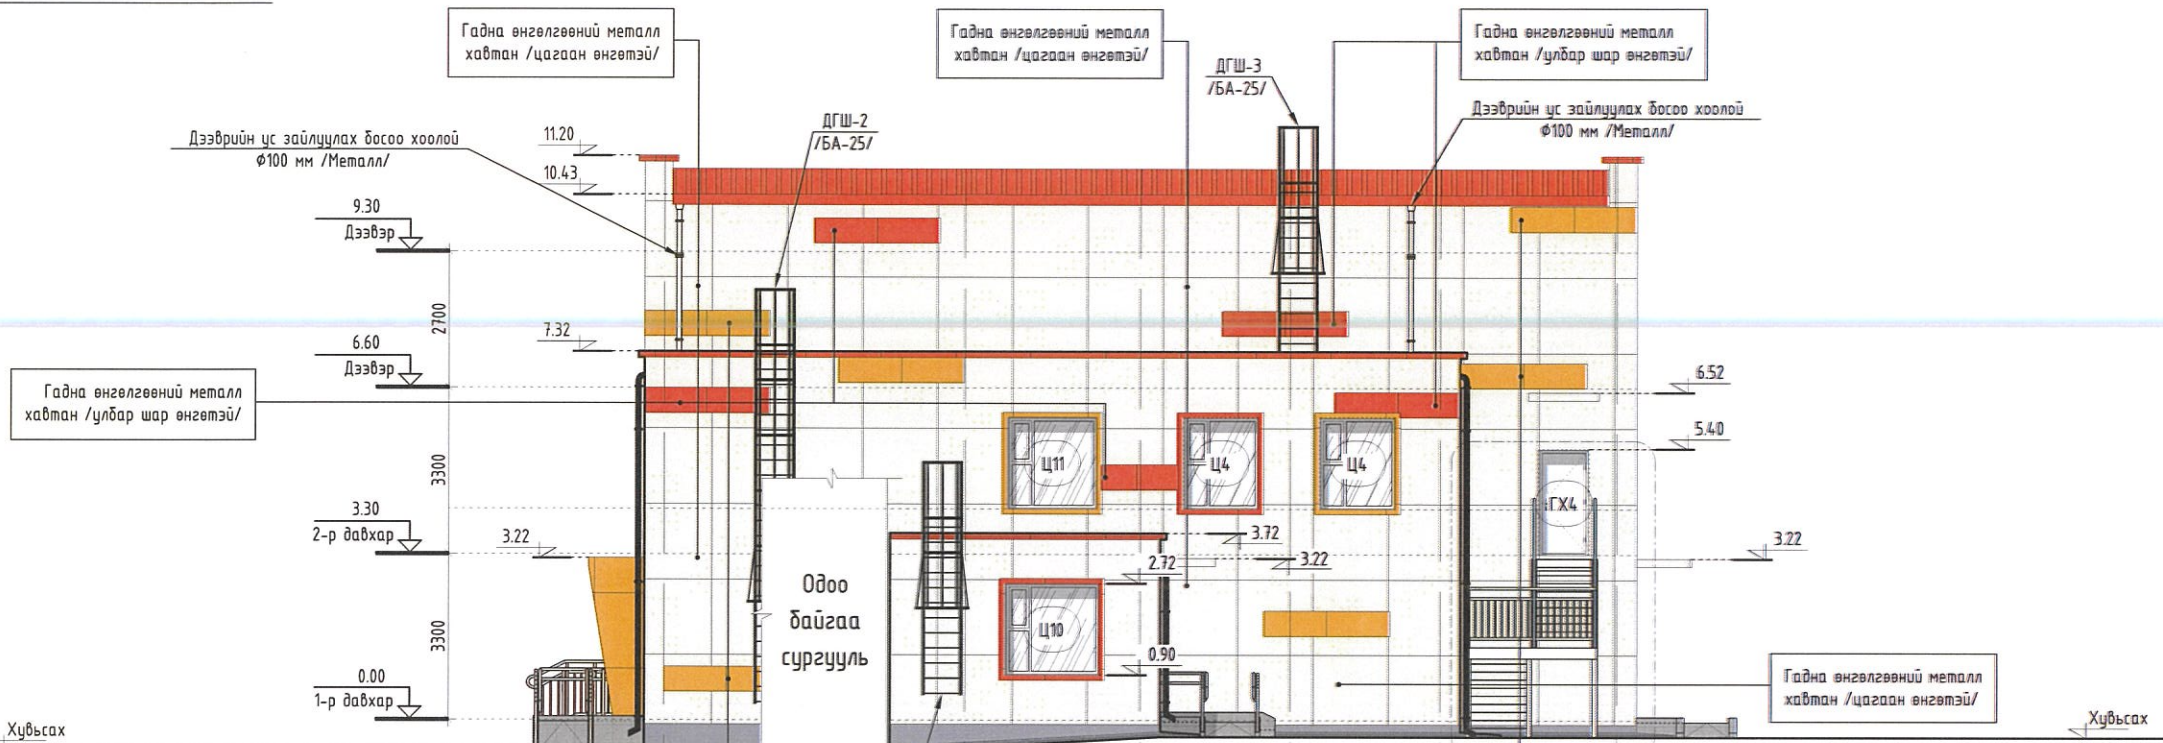 Гадна өнгөлгөөний металл
хавтан /цагаан өнгөтэй/
Гадна өнгөлгөөний металл
хавтан /цагаан өнгөтэй/
Гадна өнгөлгөөний металл
хавтан /улбар шар өнгөтэй/
ДГШ-3
/БА-25/
ДГШ-2
/БА-25/
Дээврийн ус зайлуулах босоо хоолой
Ф100 мм /Металл/
Дээврийн ус зайлуулах босоо хоолой
Ф100 мм /Металл/
11.20
10.43
9.30
Дээвэр
2700
7.32
6.60
Дээвэр
Гадна өнгөлгөөний металл
хавтан /улбар шар өнгөтэй/
6.52
5.40
3300
Ц11
Ц4
Ц4
ГХ4
3.30
2-р давхар
3.22
3.72
3.22
2.72
3.22
Одоо
байгаа
сургууль
Ц10
3300
0.90
0.00
1-р давхар
Гадна өнгөлгөөний металл
хавтан /цагаан өнгөтэй/
Хувьсах
Хувьсах